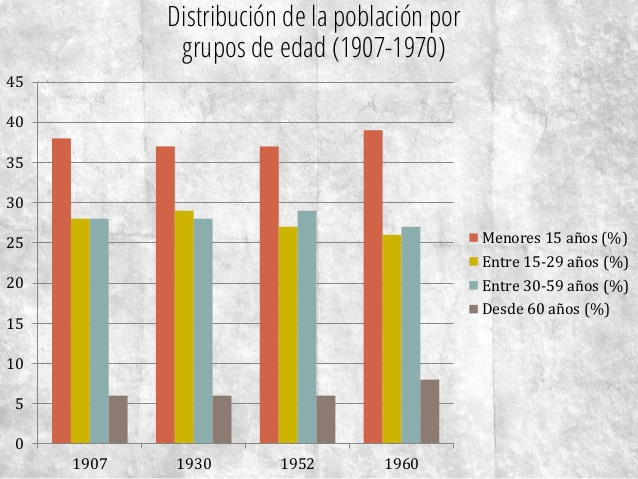 Distribución de la población por
grupos de edad (1907-1970)
45
40
35
30
25
20
15
10
5
0
1907 1930 1952 1960
Menores 15 años (%)
Entre 15-29 años (%)
Entre 30-59 años (%)
Desde 60 años (%)